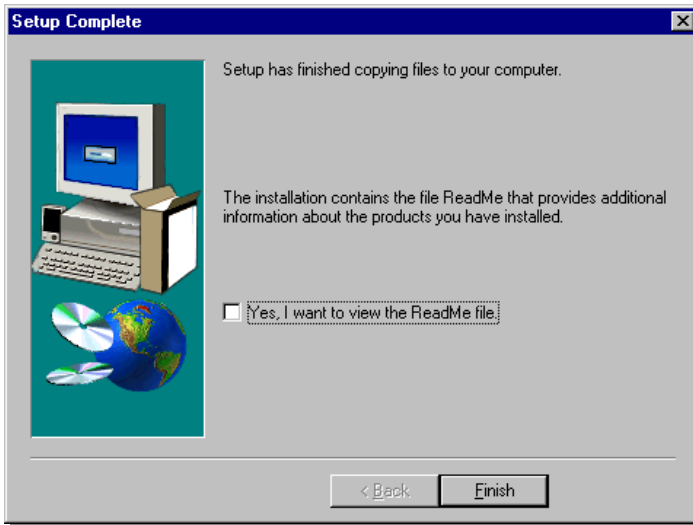 Setup Complete
Setup has finished copying files to your computer.
The installation contains the file ReadMe that provides additional
information about the products you have installed.
Yes, I want to view the ReadMe file.
< Back
Finish